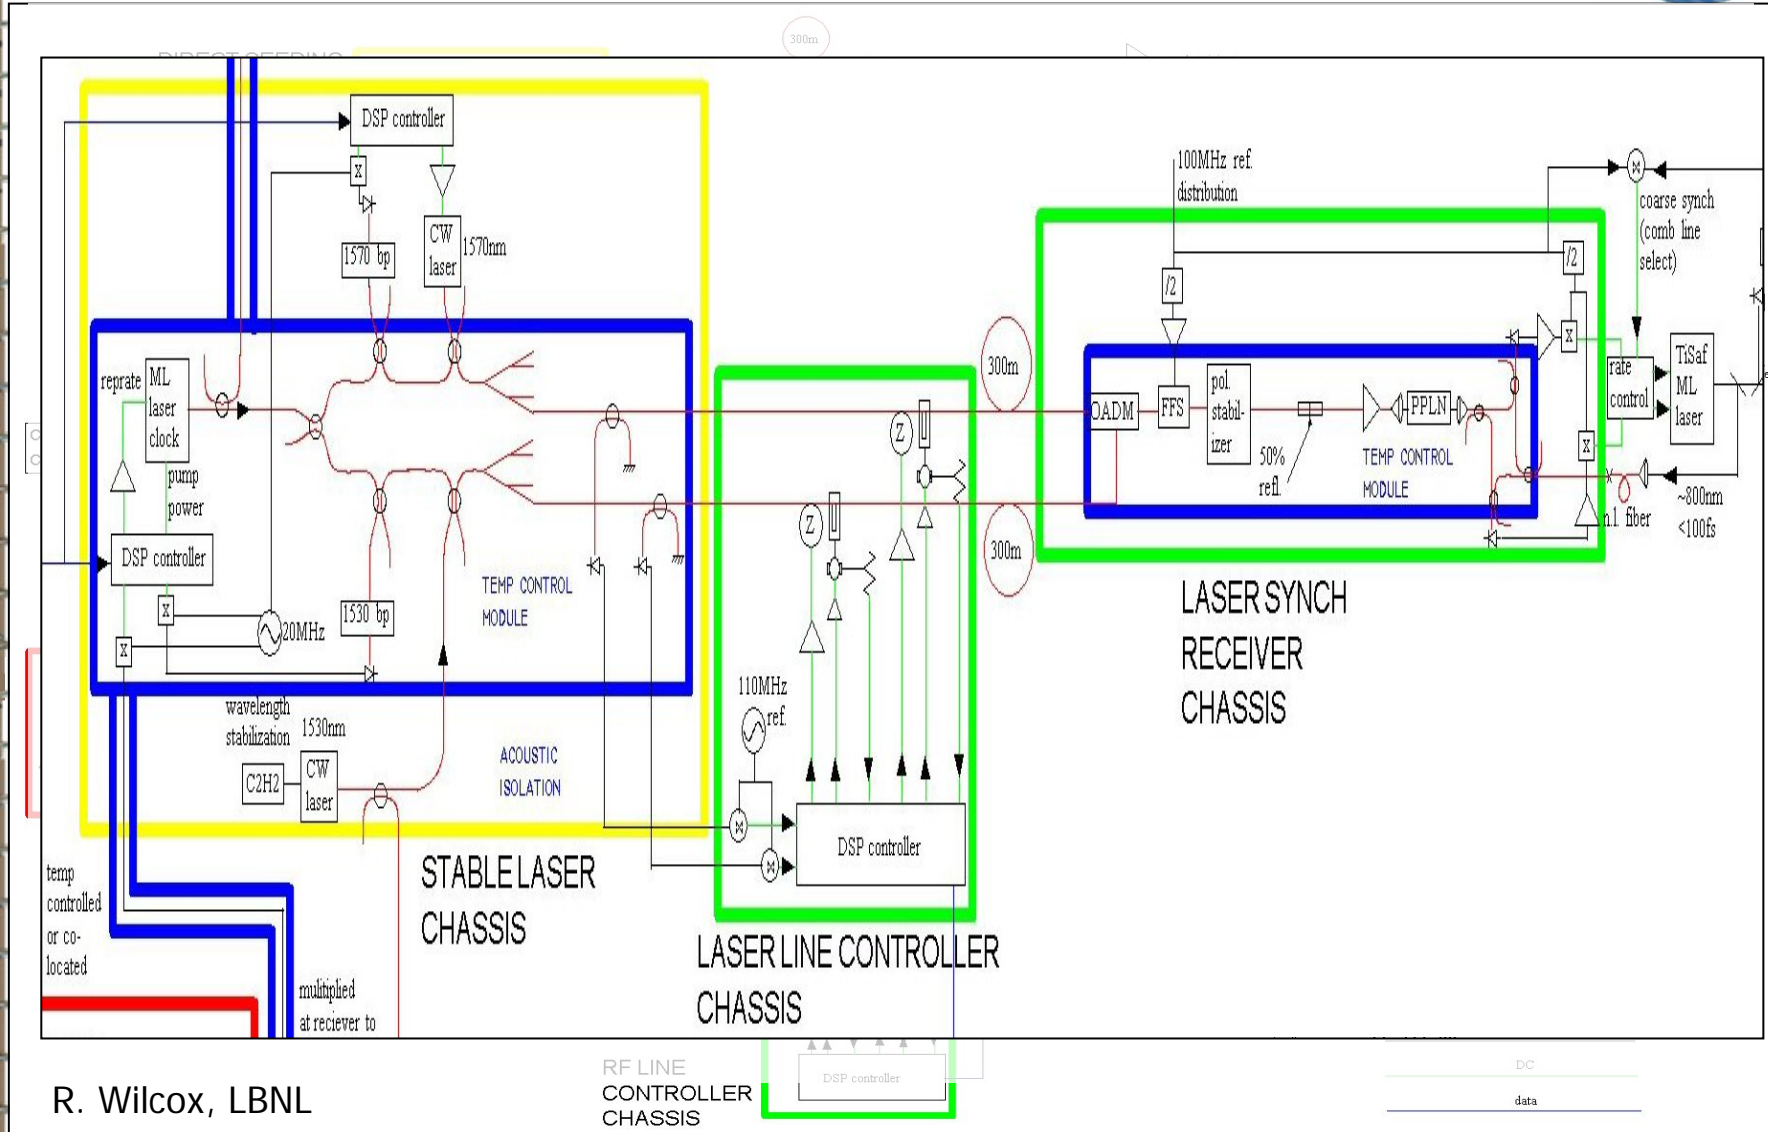 DIRECT SEEDING
300m
DSP controller
X
1570 bp
CW
laser
1570nm
reprate
ML
laser
clock
pump
power
DSP controller
X
X
20MHz
1530 bp
TEMP CONTROL
MODULE
wavelength
stabilization
1530nm
C2H2
CW
laser
ACOUSTIC
ISOLATION
STABLE LASER
CHASSIS
temp
controlled
or co-
located
mulitiplied
at reciever to
Z
Z
110MHz
ref.
DSP controller
LASER LINE CONTROLLER
CHASSIS
300m
300m
100MHz ref.
distribution
/2
OADM
FFS
pol.
stabil-
izer
50%
refl.
PPLN
TEMP CONTROL
MODULE
/2
X
X
coarse synch
(comb line
select)
rate
control
TiSaf
ML
laser
n.l fiber
~800nm
<100fs
LASER SYNCH
RECEIVER
CHASSIS
RF LINE
CONTROLLER
CHASSIS
DSP controller
DC
data
R. Wilcox, LBNL